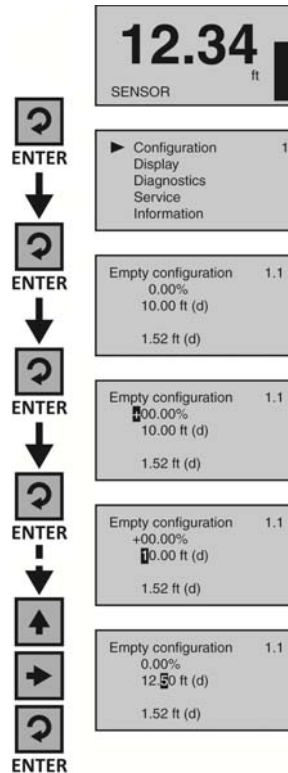 12.34
ft
SENSOR
ENTER
Configuration 1
Display
Diagnostics
Service
Information
ENTER
Empty configuration 1.1
0.00%
10.00 ft (d)
1.52 ft (d)
ENTER
Empty configuration 1.1
+00.00%
10.00 ft (d)
1.52 ft (d)
ENTER
Empty configuration 1.1
+00.00%
10.00 ft (d)
1.52 ft (d)
Empty configuration 1.1
0.00%
12.50 ft (d)
1.52 ft (d)
ENTER